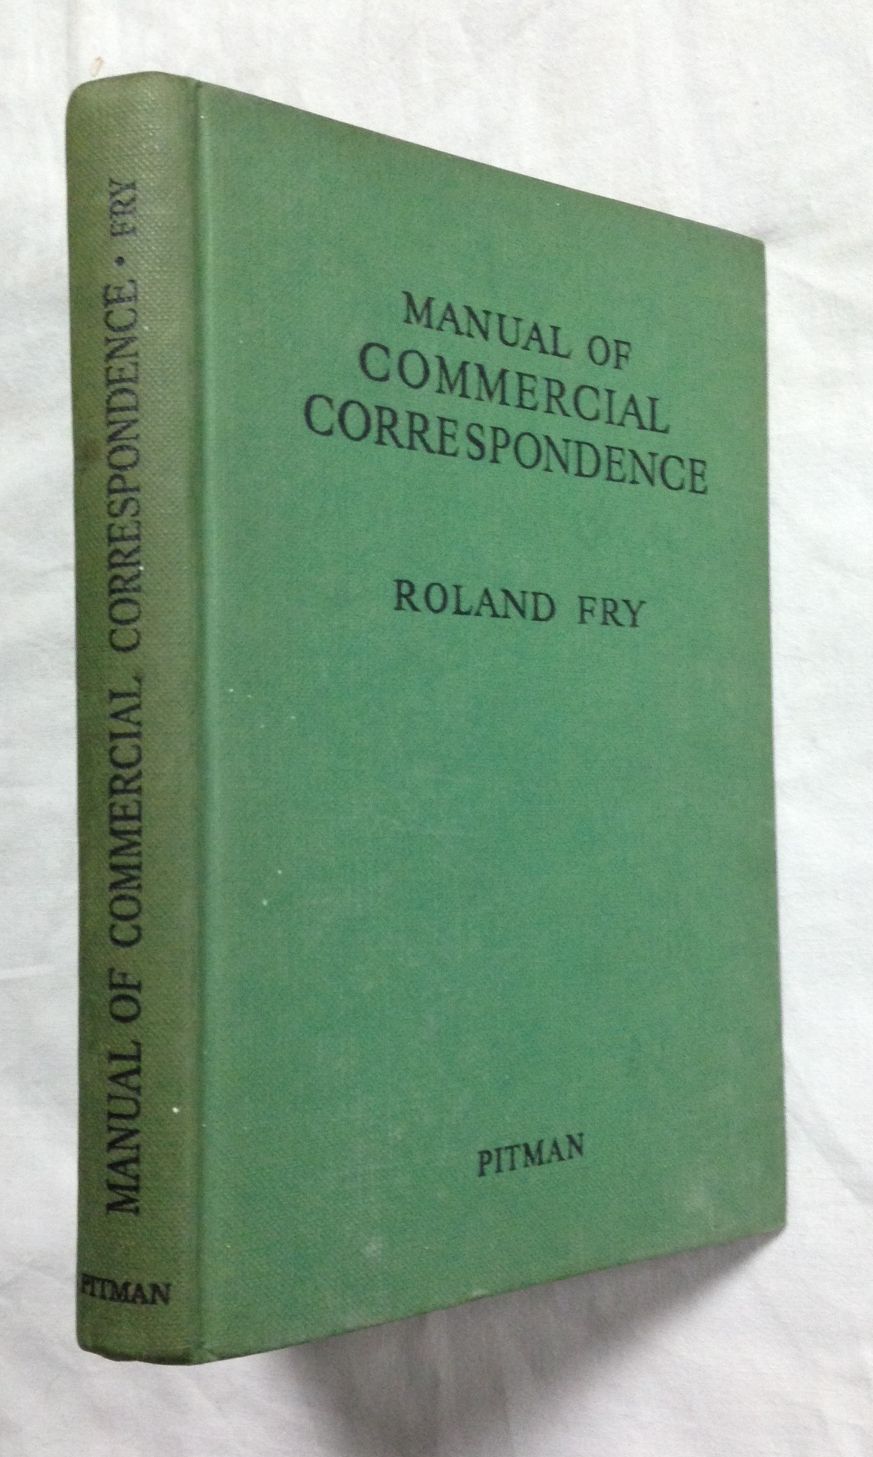 MANUAL OF COMMERCIAL CORRESPONDENCE · FRY
PITMAN
MANUAL OF
COMMERCIAL
CORRESPONDENCE
ROLAND FRY
PITMAN